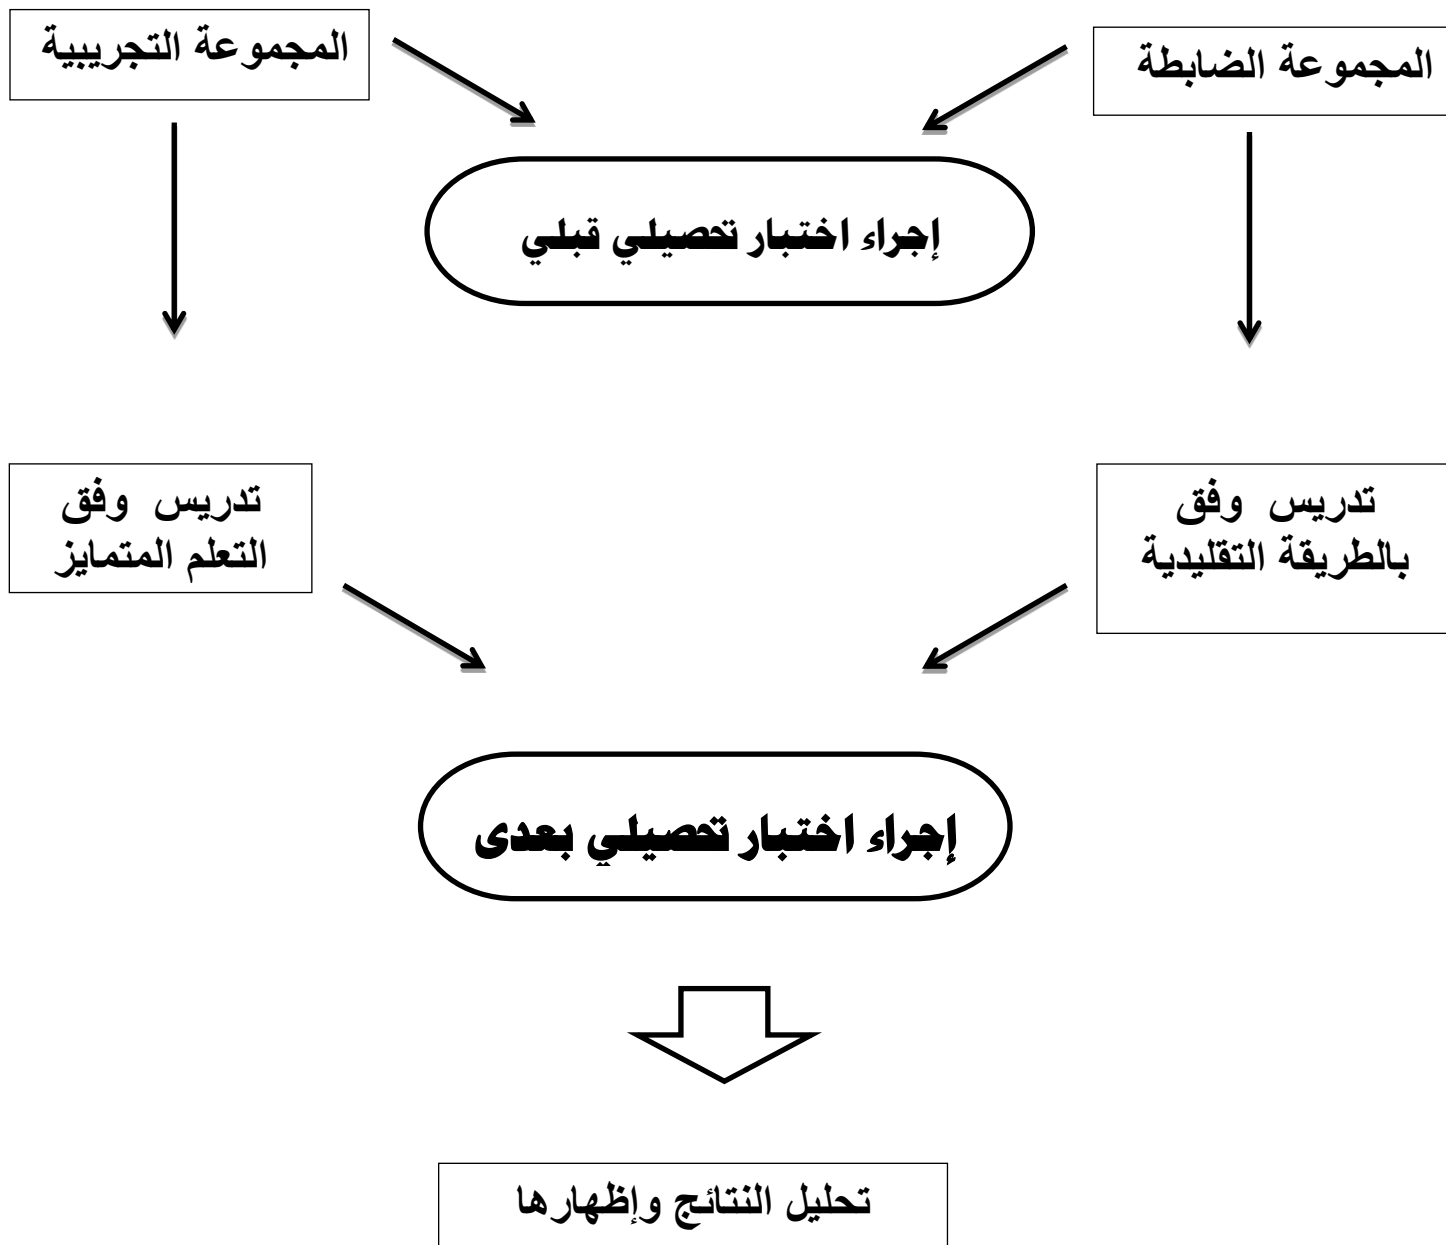 المجموعة الضابطة
المجموعة التجريبية
إجراء اختبار تحصيلي قبلي
تدريس وفق
بالطريقة التقليدية
تدريس وفق
التعلم المتمايز
إجراء اختبار تحصيلي بعدى
تحليل النتائج وإظهارها